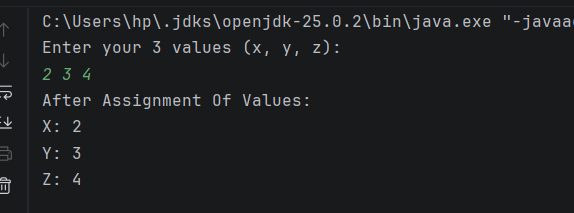 C:\Users\hp\.jdks\openjdk-25.0.2\bin\java.exe "-javaa
Enter your 3 values (x, y, z):
2 3 4
After Assignment Of Values:
X: 2
Y: 3
Z: 4